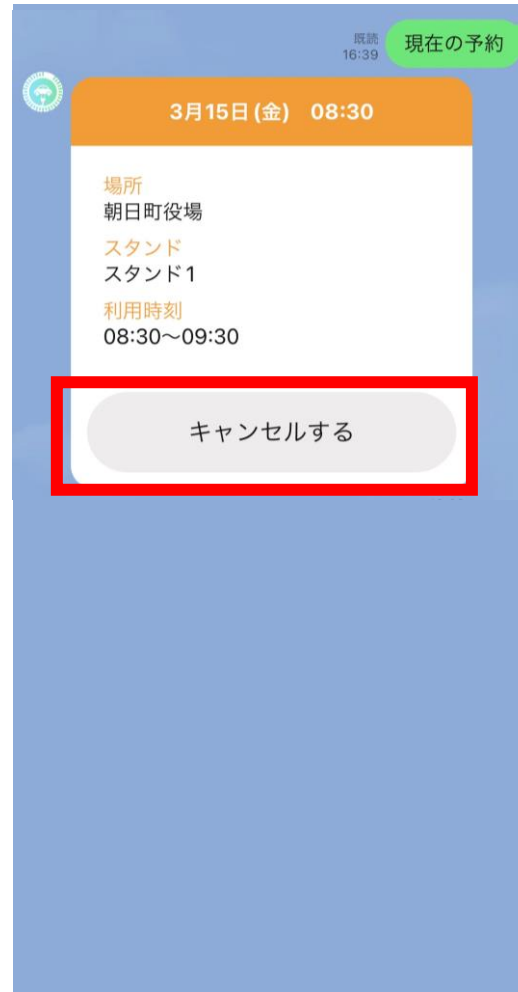 現在の予約
既読
16:39
3月15日(金) 08:30
場所
朝日町役場
スタンド
スタンド1
利用時刻
08:30～09:30
キャンセルする